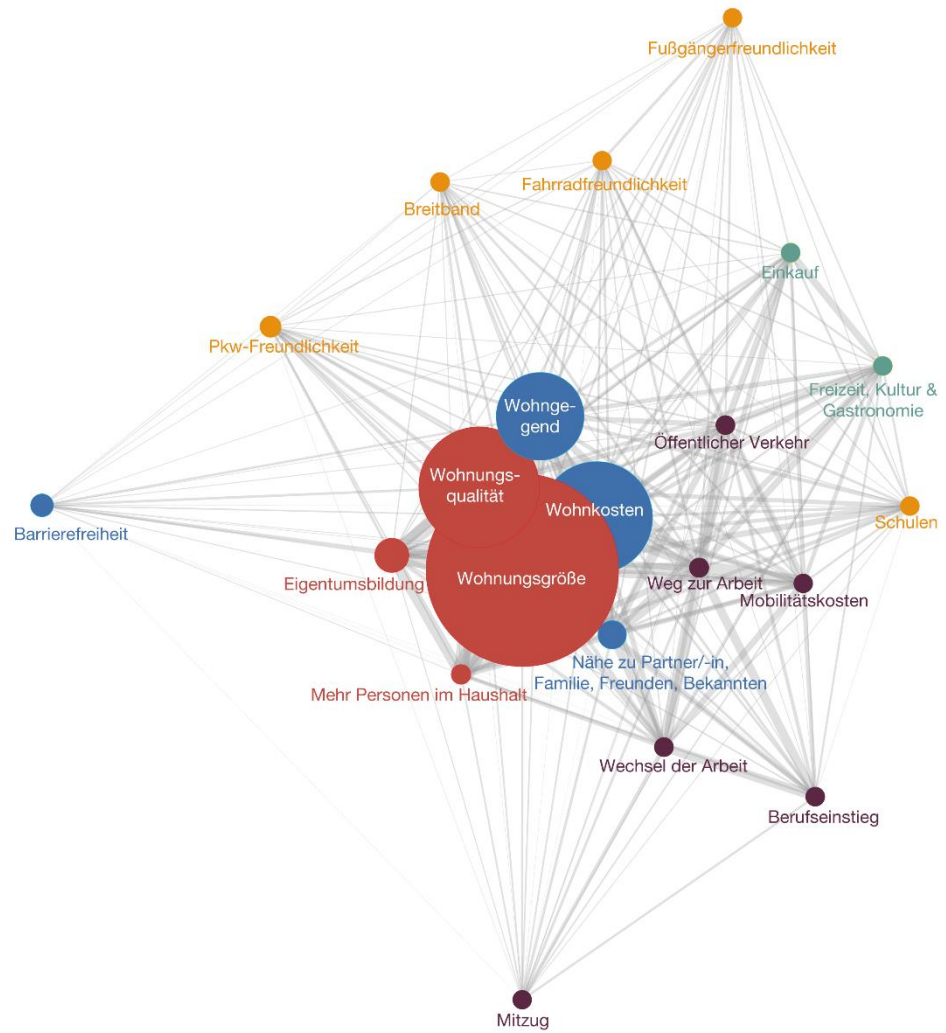 Fußgängerfreundlichkeit
Fahrradfreundlichkeit
Breitband
Einkauf
Pkw-Freundlichkeit
Freizeit, Kultur &
Gastronomie
Wohnge-
gend
Öffentlicher Verkehr
Wohnungs-
qualität
Wohnkosten
Schulen
Barrierefreiheit
Eigentumsbildung
Wohnungsgröße
Weg zur Arbeit
Mobilitätskosten
Nähe zu Partner/-in,
Familie, Freunden, Bekannten
Mehr Personen im Haushalt
Wechsel der Arbeit
Berufseinstieg
Mitzug